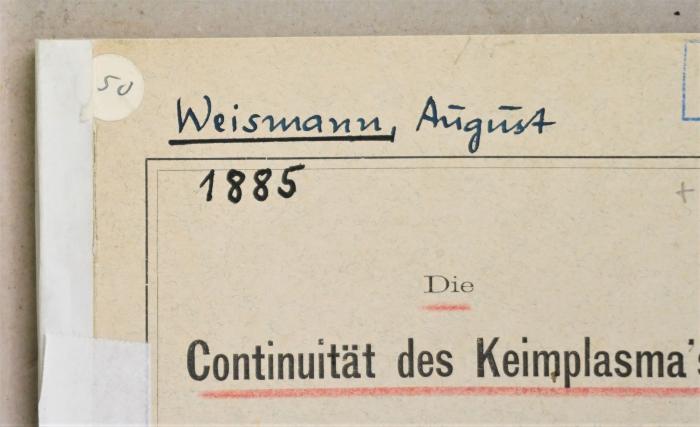 50
Weismann, August
1885
+
Die
Continuität des Keimplasma's